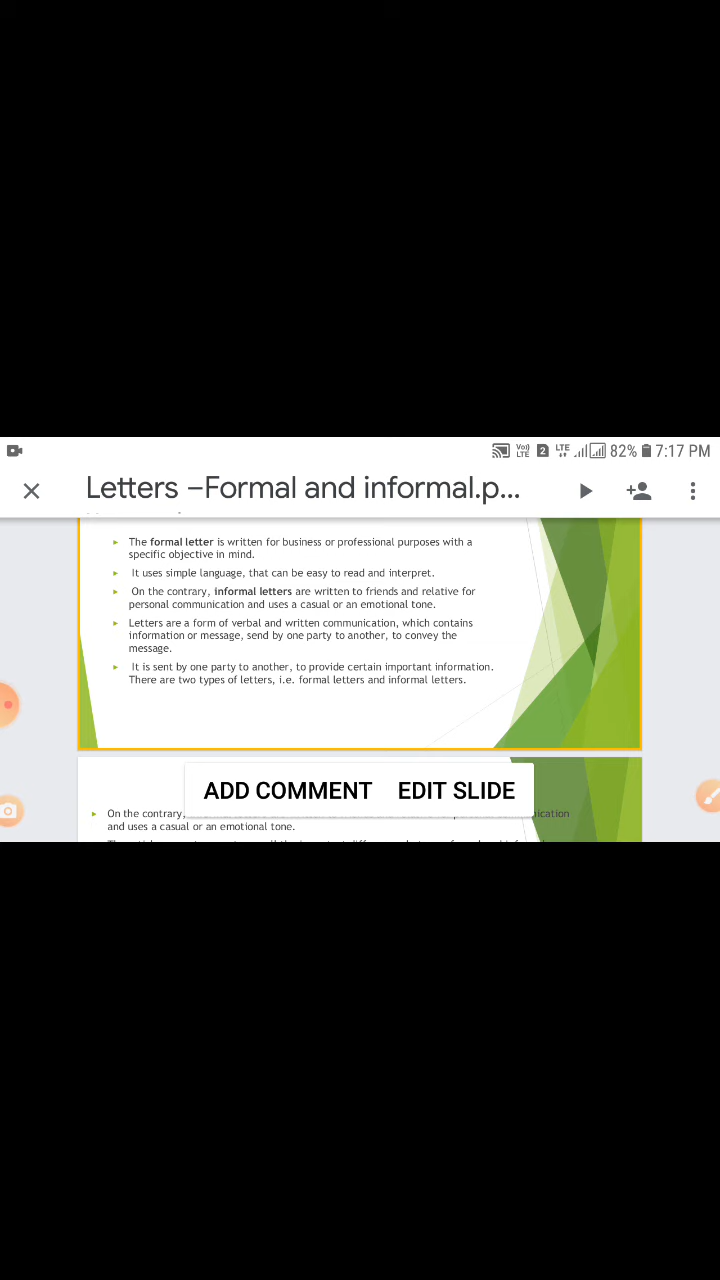 Voi) LTE 2 LTE 82% 7:17 PM
Letters –Formal and informal.p...
► The formal letter is written for business or professional purposes with a
specific objective in mind.
► It uses simple language, that can be easy to read and interpret.
► On the contrary, informal letters are written to friends and relative for
personal communication and uses a casual or an emotional tone.
► Letters are a form of verbal and written communication, which contains
information or message, send by one party to another, to convey the
message.
► It is sent by one party to another, to provide certain important information.
There are two types of letters, i.e. formal letters and informal letters.
ADD COMMENT EDIT SLIDE
► On the contrary,
and uses a casual or an emotional tone.